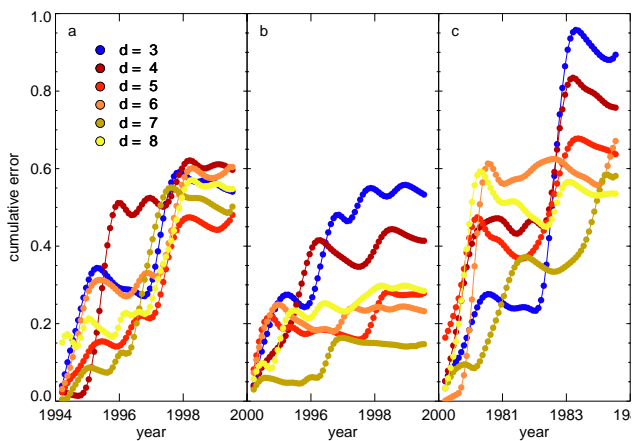 1.0
0.8
0.6
0.4
0.2
0.0
cumulative error
a
d = 3
d = 4
d = 5
d = 6
d = 7
d = 8
b
c
1994 1996 1998 2000 1996 1998 2000 1981 1983 19
year year year